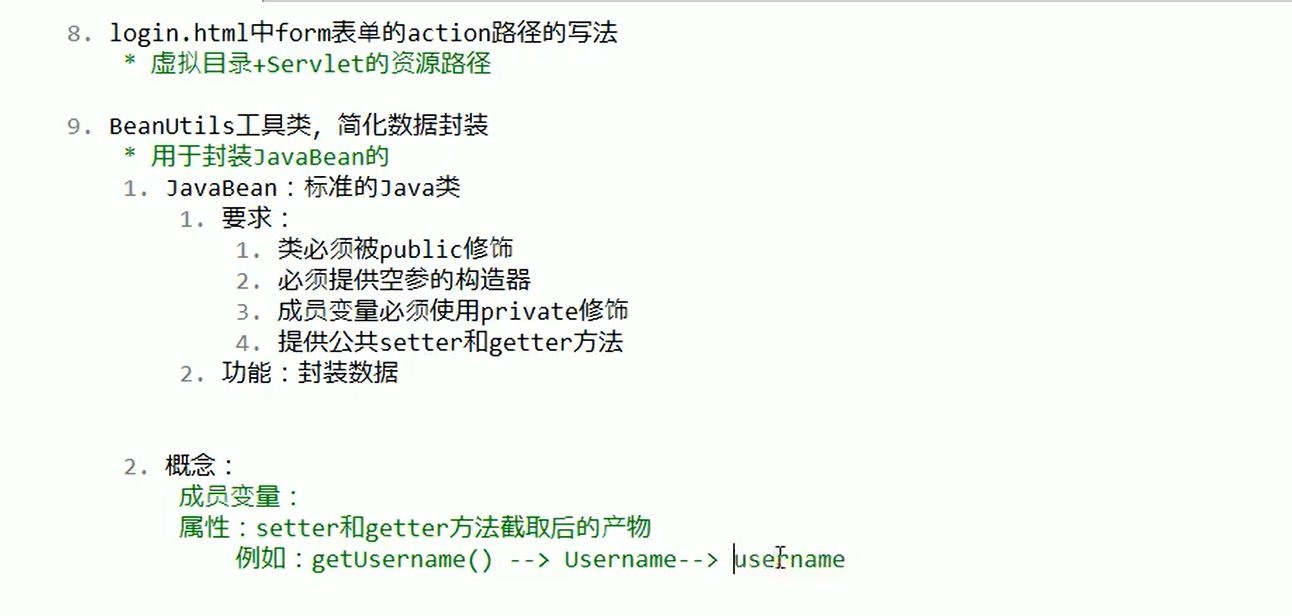 8. login.html中form表单的action路径的写法
* 虚拟目录+Servlet的资源路径
9. BeanUtils工具类，简化数据封装
* 用于封装JavaBean的
1. JavaBean：标准的Java类
1. 要求：
1. 类必须被public修饰
2. 必须提供空参的构造器
3. 成员变量必须使用private修饰
4. 提供公共setter和getter方法
2. 功能：封装数据
2. 概念：
成员变量：
属性：setter和getter方法截取后的产物
例如：getUsername() --> Username--> username